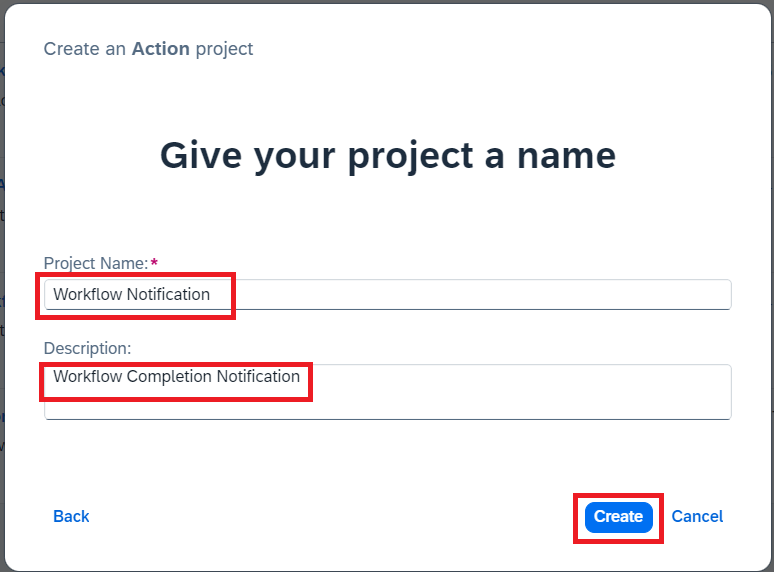 Create an Action project
Give your project a name
Project Name:*
Workflow Notification
Description:
Workflow Completion Notification
Back
Create
Cancel